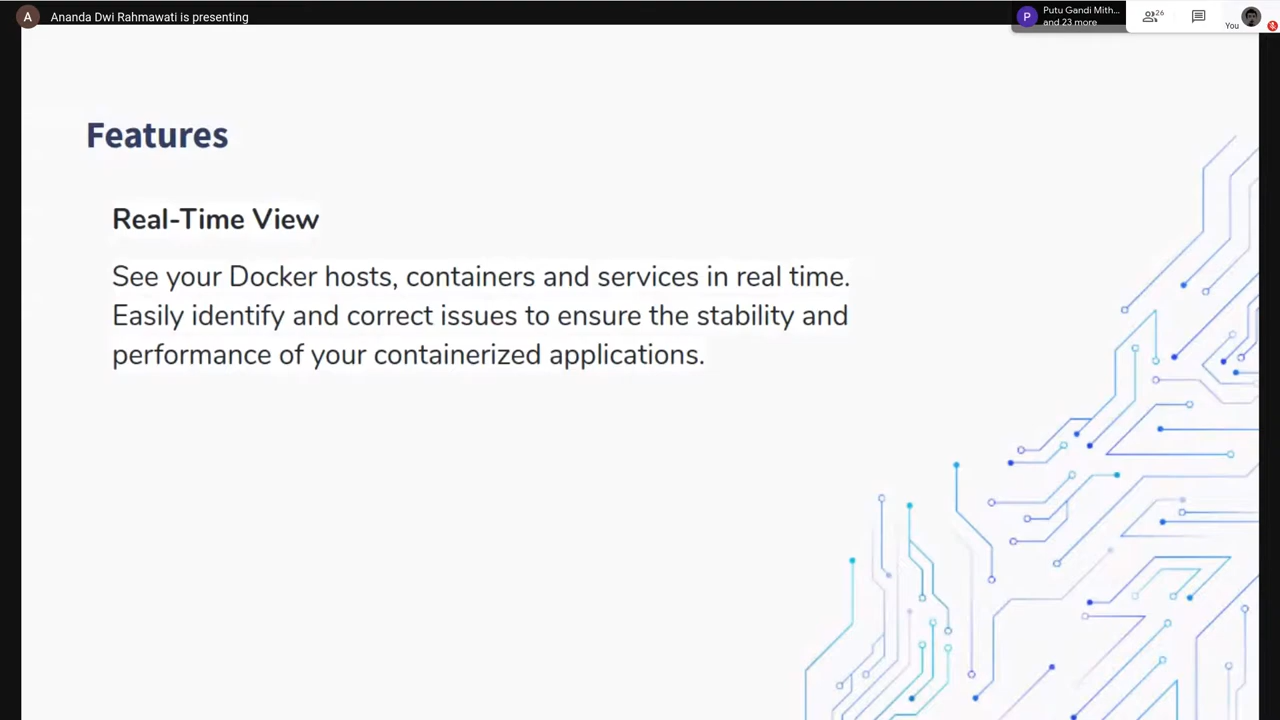 A
Ananda Dwi Rahmawati is presenting
P
Putu Gandi Mith...
and 23 more
26
You
Features
Real-Time View
See your Docker hosts, containers and services in real time.
Easily identify and correct issues to ensure the stability and
performance of your containerized applications.